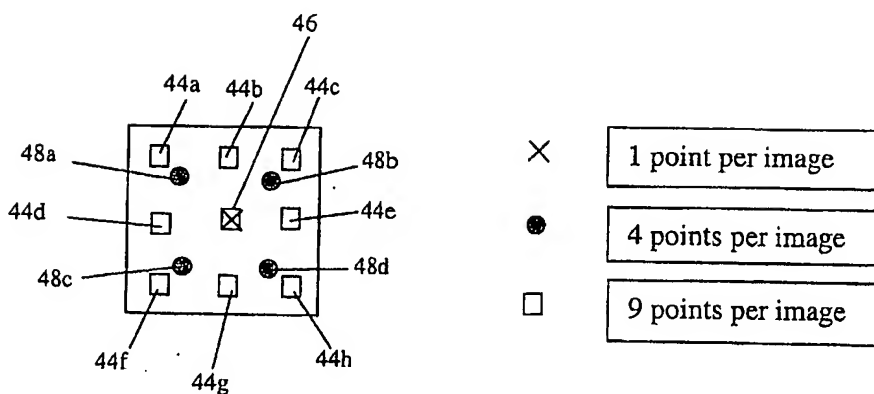 46
44a
44b
44c
48a
48b
44d
44e
48c
48d
44f
44g
44h
1 point per image
4 points per image
9 points per image